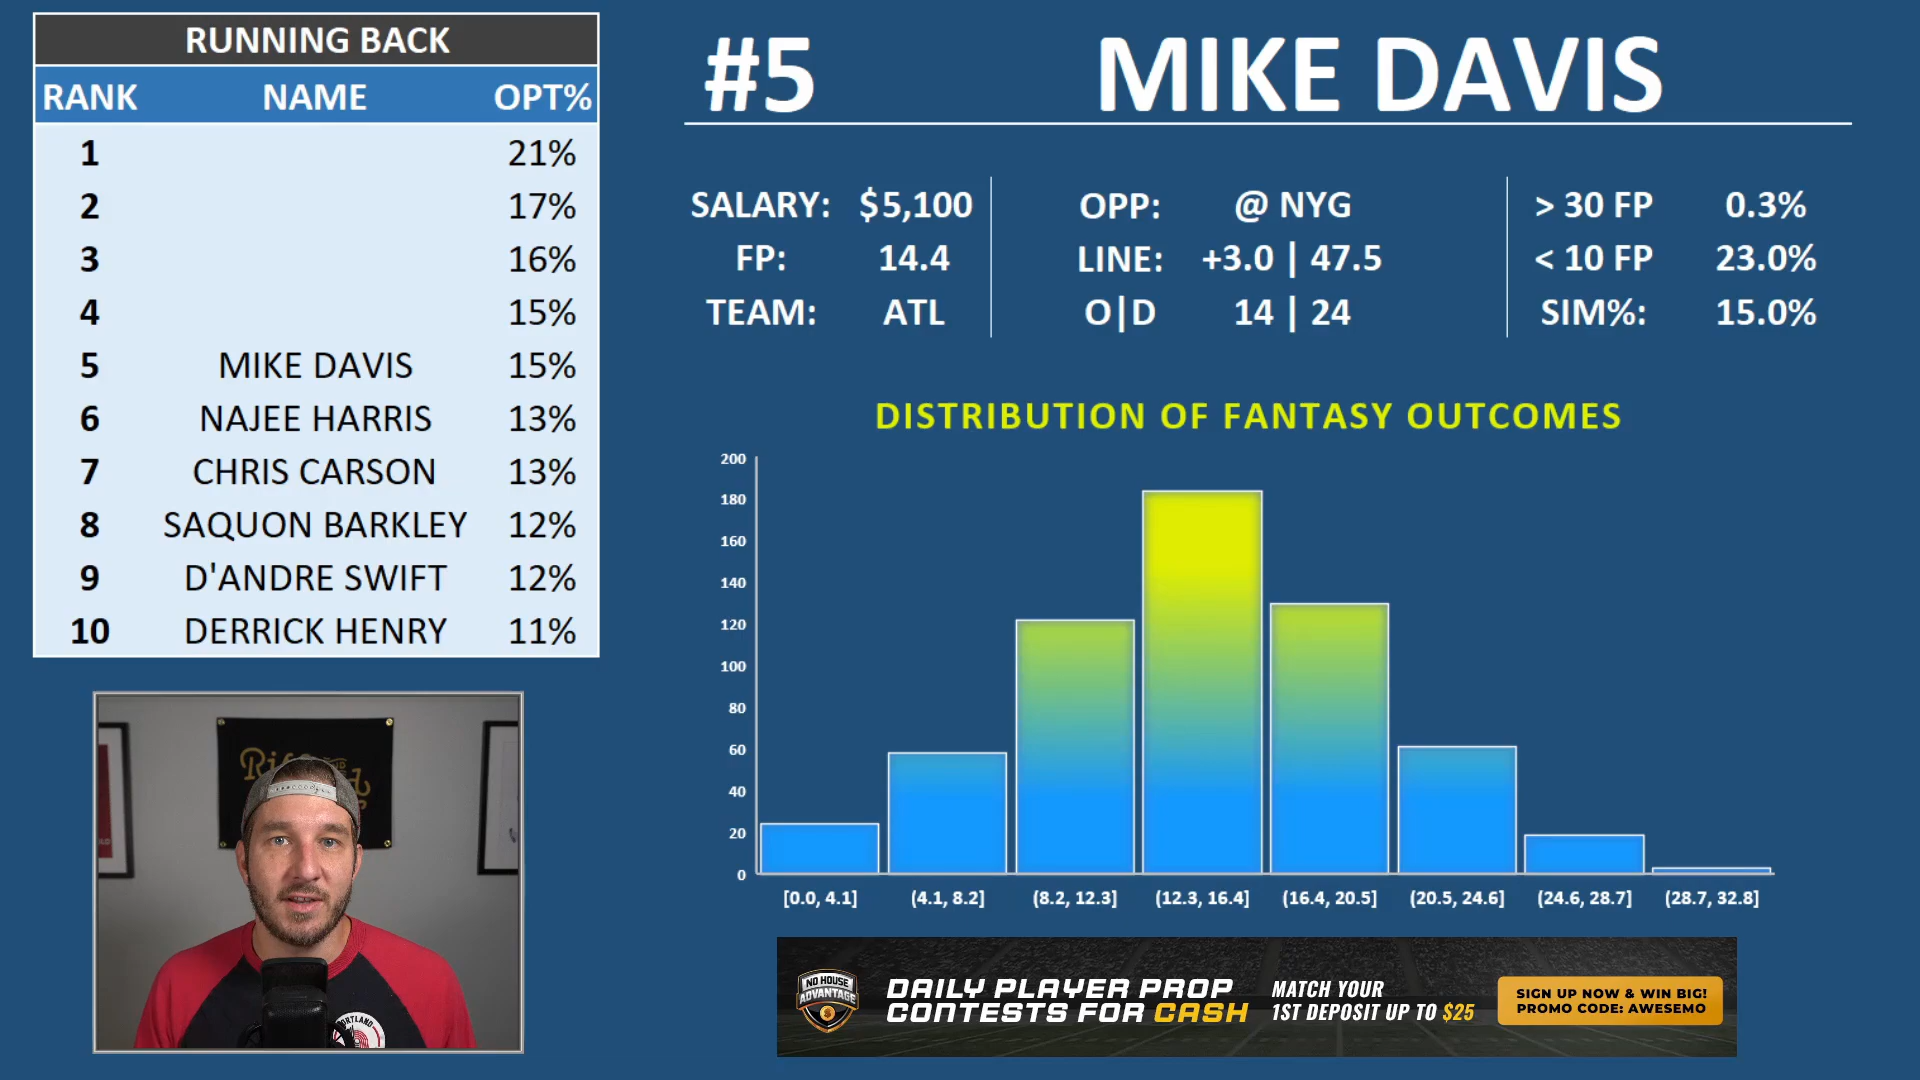 RUNNING BACK
RANK NAME OPT%
1 21%
2 17%
3 16%
4 15%
5 MIKE DAVIS 15%
6 NAJEE HARRIS 13%
7 CHRIS CARSON 13%
8 SAQUON BARKLEY 12%
9 D'ANDRE SWIFT 12%
10 DERRICK HENRY 11%
#5 MIKE DAVIS
SALARY: $5,100 OPP: @ NYG > 30 FP 0.3%
FP: 14.4 LINE: +3.0 | 47.5 < 10 FP 23.0%
TEAM: ATL O|D 14 | 24 SIM%: 15.0%
DISTRIBUTION OF FANTASY OUTCOMES
200
180
160
140
120
100
80
60
40
20
0
[0.0, 4.1] (4.1, 8.2] (8.2, 12.3] (12.3, 16.4] (16.4, 20.5] (20.5, 24.6] (24.6, 28.7] (28.7, 32.8]
NO HOUSE
ADVANTAGE
DAILY PLAYER PROP
CONTESTS FOR CASH
MATCH YOUR
1ST DEPOSIT UP TO $25
SIGN UP NOW & WIN BIG!
PROMO CODE: AWESEMO